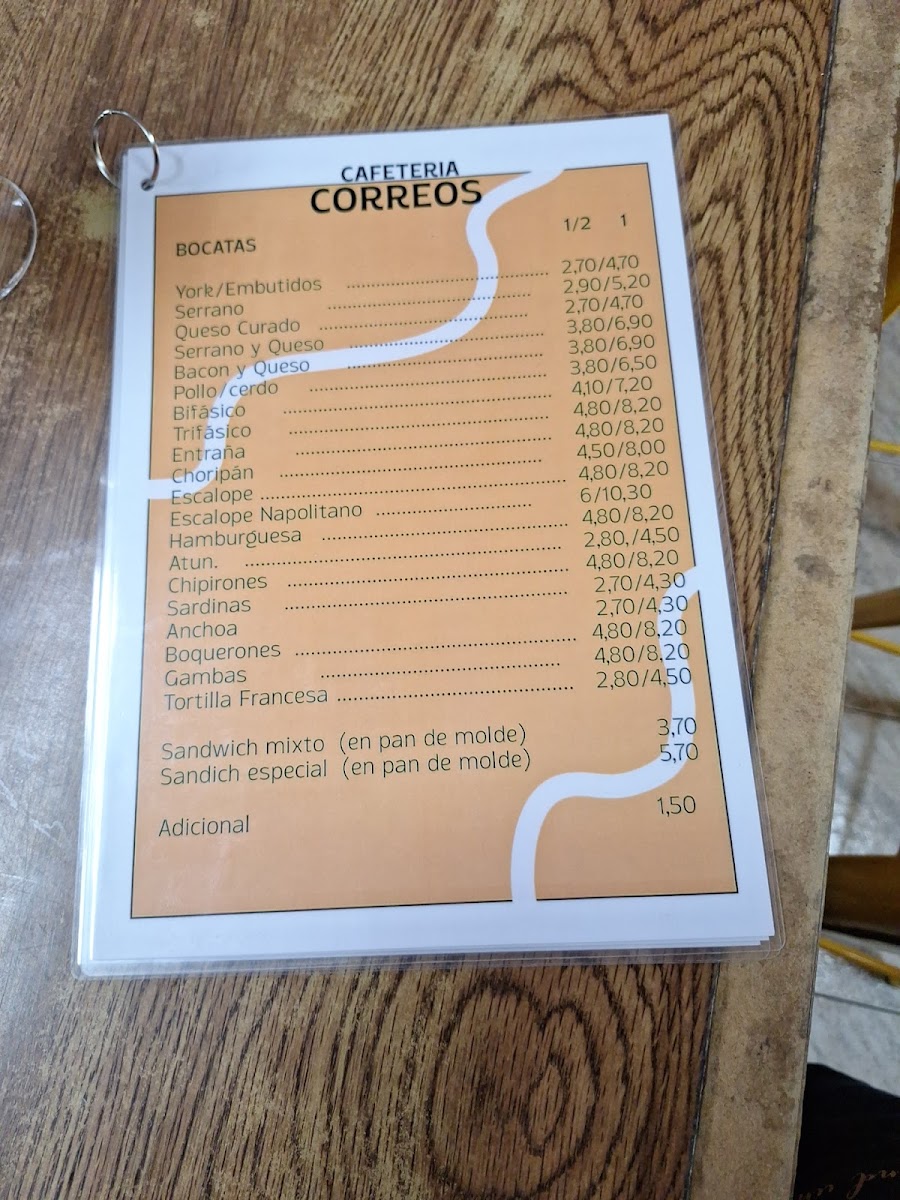 CAFETERIA
CORREOS
BOCATAS 1/2 1
York/Embutidos ........................................ 2,70/4,70
Serrano ........................................ 2,90/5,20
Queso Curado ........................................ 2,70/4,70
Serrano y Queso ........................................ 3,80/6,90
Bacon y Queso ........................................ 3,80/6,90
Pollo/cerdo ........................................ 3,80/6,50
Bifásico ........................................ 4,10/7,20
Trifásico ........................................ 4,80/8,20
Entraña ........................................ 4,80/8,20
Choripán ........................................ 4,50/8,00
Escalope ........................................ 4,80/8,20
Escalope Napolitano ........................................ 6/10,30
Hamburguesa ........................................ 4,80/8,20
Atun. ........................................ 2,80,/4,50
Chipirones ........................................ 4,80/8,20
Sardinas ........................................ 2,70/4,30
Anchoa 2,70/4,30
Boquerones ........................................ 4,80/8,20
Gambas ........................................ 4,80/8,20
Tortilla Francesa ........................................ 2,80/4,50
Sandwich mixto (en pan de molde) 3,70
Sandich especial (en pan de molde) 5,70
Adicional 1,50